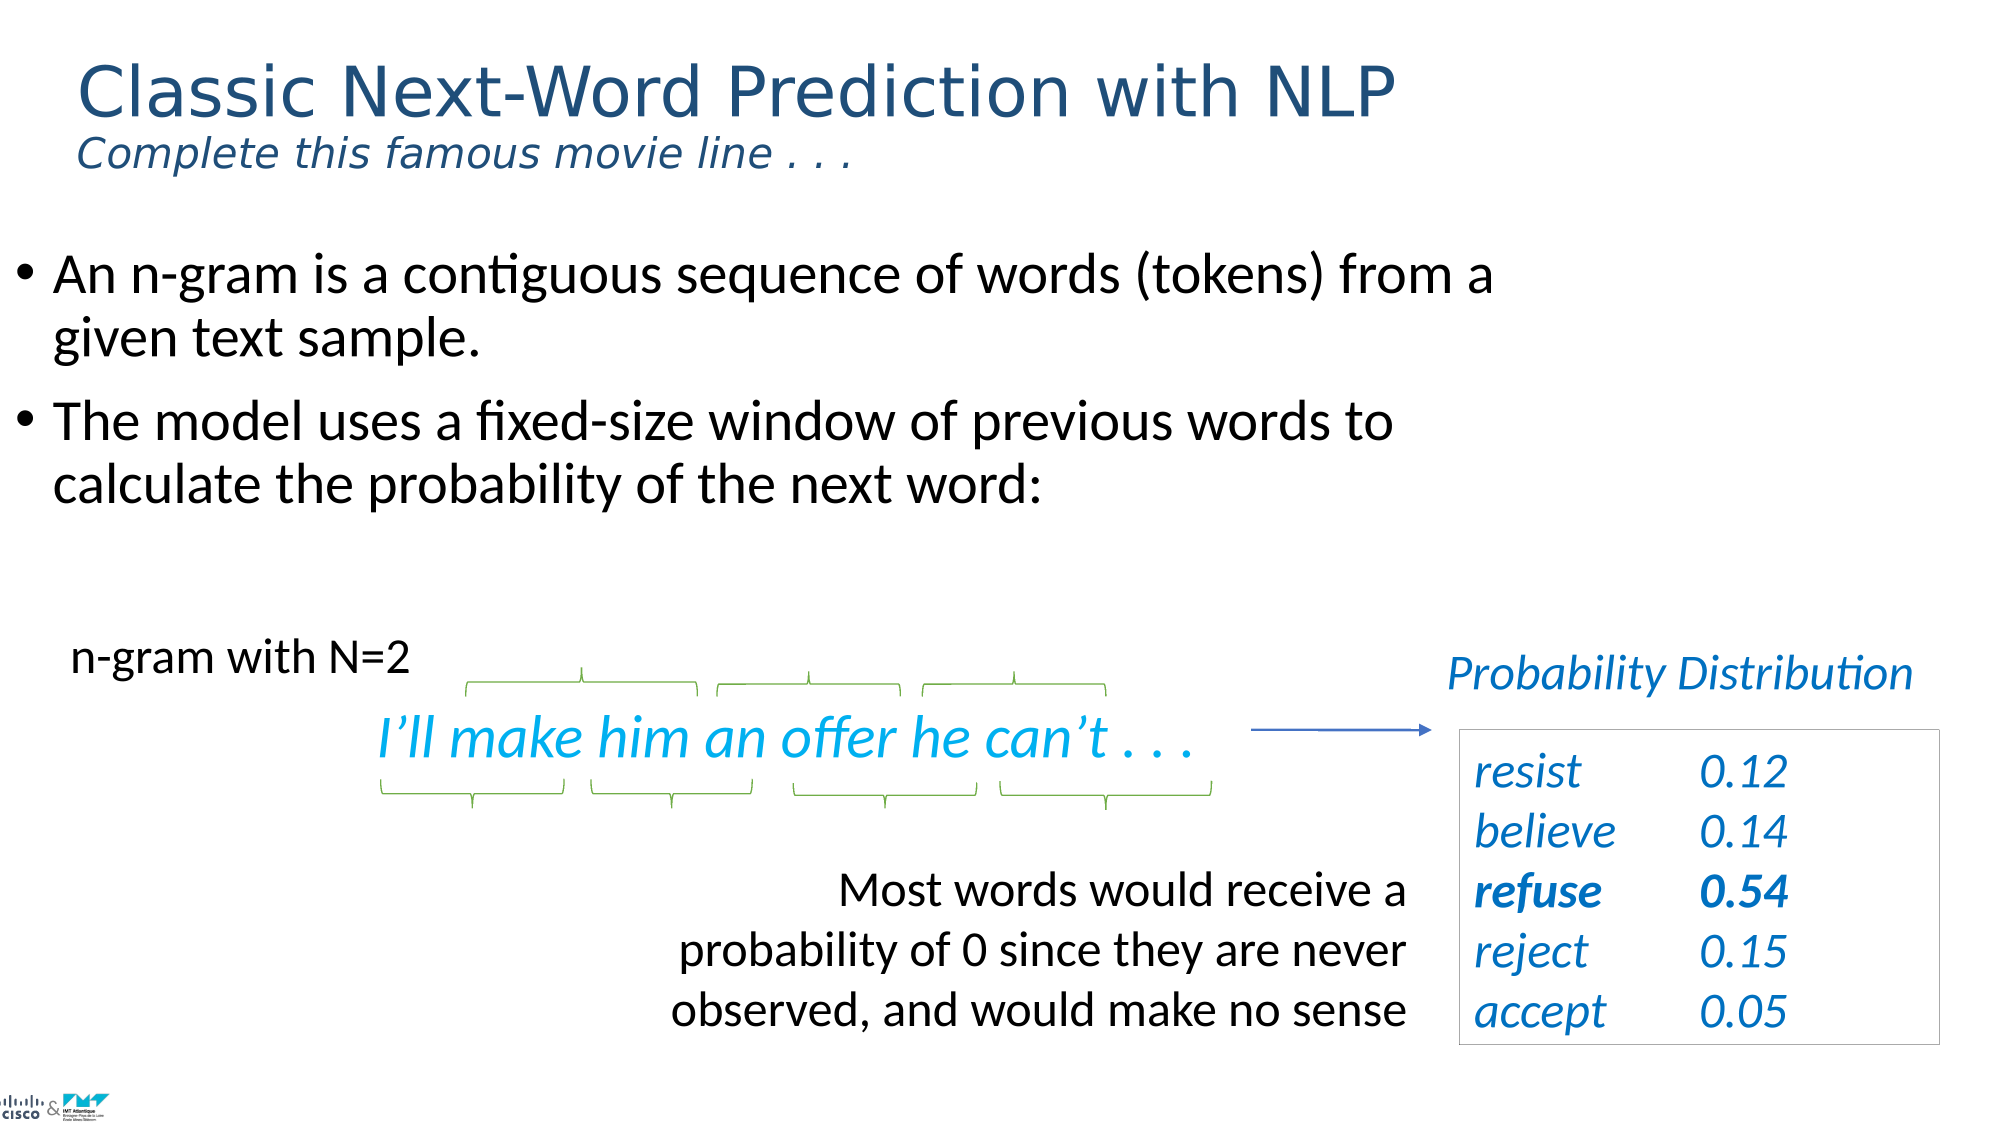 Classic Next-Word Prediction with NLP
Complete this famous movie line . . .
• An n-gram is a contiguous sequence of words (tokens) from a
given text sample.
• The model uses a fixed-size window of previous words to
calculate the probability of the next word:
n-gram with N=2
I’ll make him an offer he can’t . . .
Probability Distribution
resist 0.12
believe 0.14
refuse 0.54
reject 0.15
accept 0.05
Most words would receive a
probability of 0 since they are never
observed, and would make no sense
CISCO & IMT Atlantique